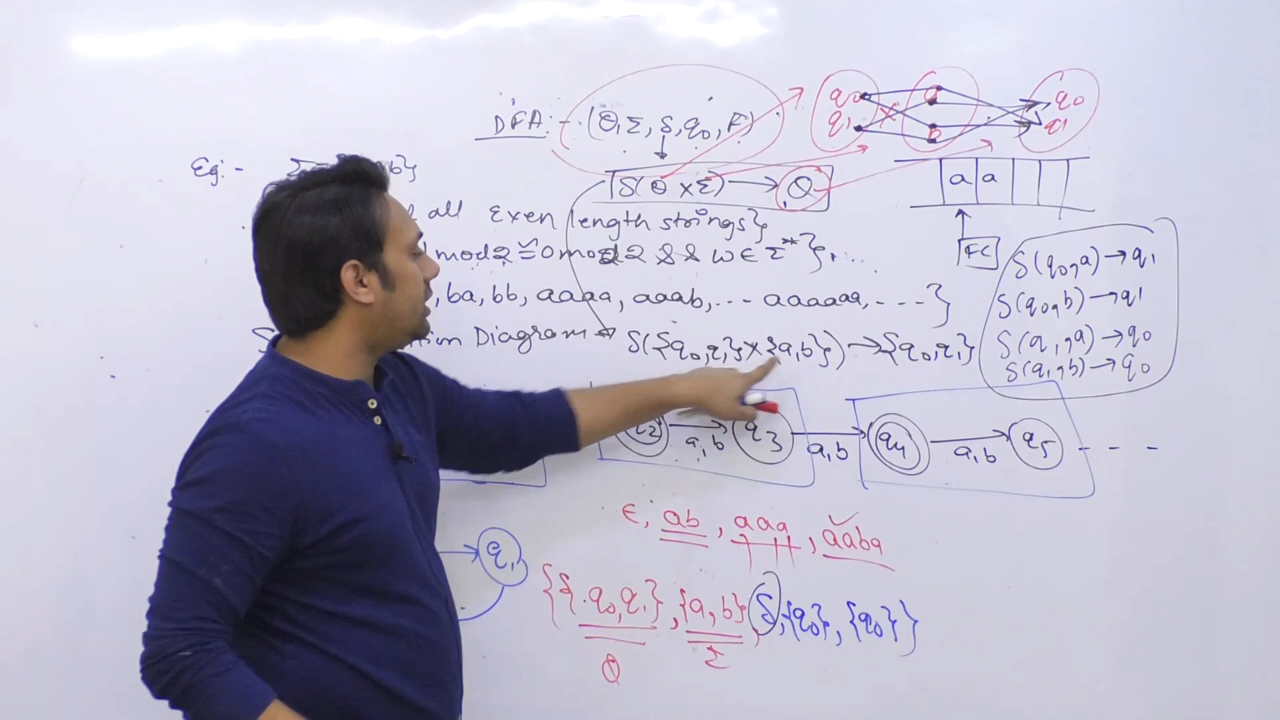 DFA :- (Q, Σ, δ, q₀, F)
q₀ a q₀
q₁ b q₁
Eg:- Σ = b}
δ(Q × Σ) → Q
a a
all Even length strings}
mod 2 ≅ 0 mod 2 && w ∈ Σ*},...
FC
, ba, bb, aaaa, aaab, ... aaaaaa, ....}
S Diagram δ({q₀,q₁}×{a,b}) → {q₀,q₁}
δ(q₀,a) → q₁
δ(q₀,b) → q₁
δ(q₁,a) → q₀
δ(q₁,b) → q₀
q₂ a,b q₃ a,b q₄ a,b q₅ - - -
ϵ, ab, aaa, aaba
q₁
{{q₀,q₁}, {a,b}, δ, {q₀}, {q₀}}
Q Σ